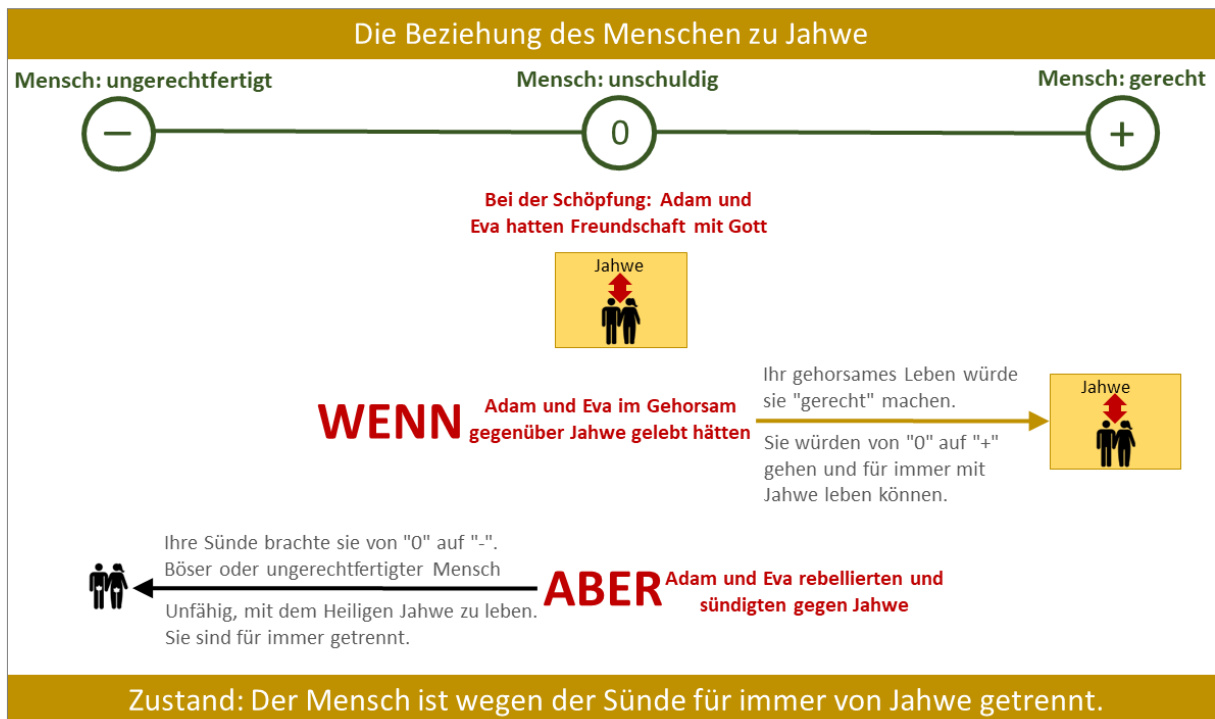 Die Beziehung des Menschen zu Jahwe
Mensch: ungerechtfertigt
Mensch: unschuldig
Mensch: gerecht
−
0
+
Bei der Schöpfung: Adam und
Eva hatten Freundschaft mit Gott
Jahwe
WENN
Adam und Eva im Gehorsam
gegenüber Jahwe gelebt hätten
Ihr gehorsames Leben würde
sie "gerecht" machen.
Sie würden von "0" auf "+"
gehen und für immer mit
Jahwe leben können.
Jahwe
Ihre Sünde brachte sie von "0" auf "-".
Böser oder ungerechtfertigter Mensch
Unfähig, mit dem Heiligen Jahwe zu leben.
Sie sind für immer getrennt.
ABER
Adam und Eva rebellierten und
sündigten gegen Jahwe
Zustand: Der Mensch ist wegen der Sünde für immer von Jahwe getrennt.